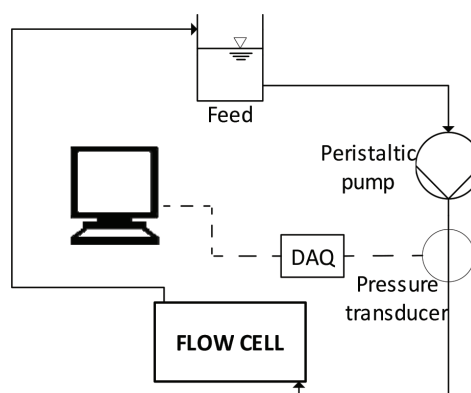 Feed
Peristaltic
pump
DAQ
Pressure
transducer
FLOW CELL